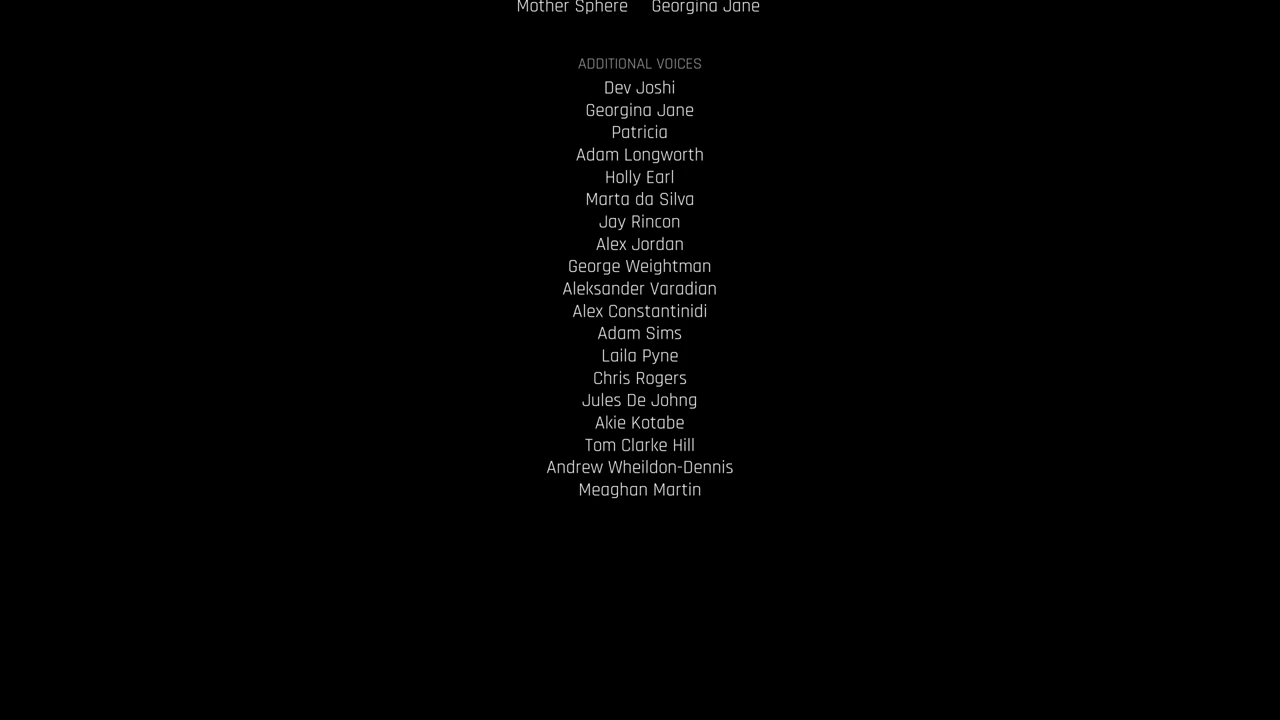 Mother Sphere Georgina Jane
ADDITIONAL VOICES
Dev Joshi
Georgina Jane
Patricia
Adam Longworth
Holly Earl
Marta da Silva
Jay Rincon
Alex Jordan
George Weightman
Aleksander Varadian
Alex Constantinidi
Adam Sims
Laila Pyne
Chris Rogers
Jules De Johng
Akie Kotabe
Tom Clarke Hill
Andrew Wheildon-Dennis
Meaghan Martin